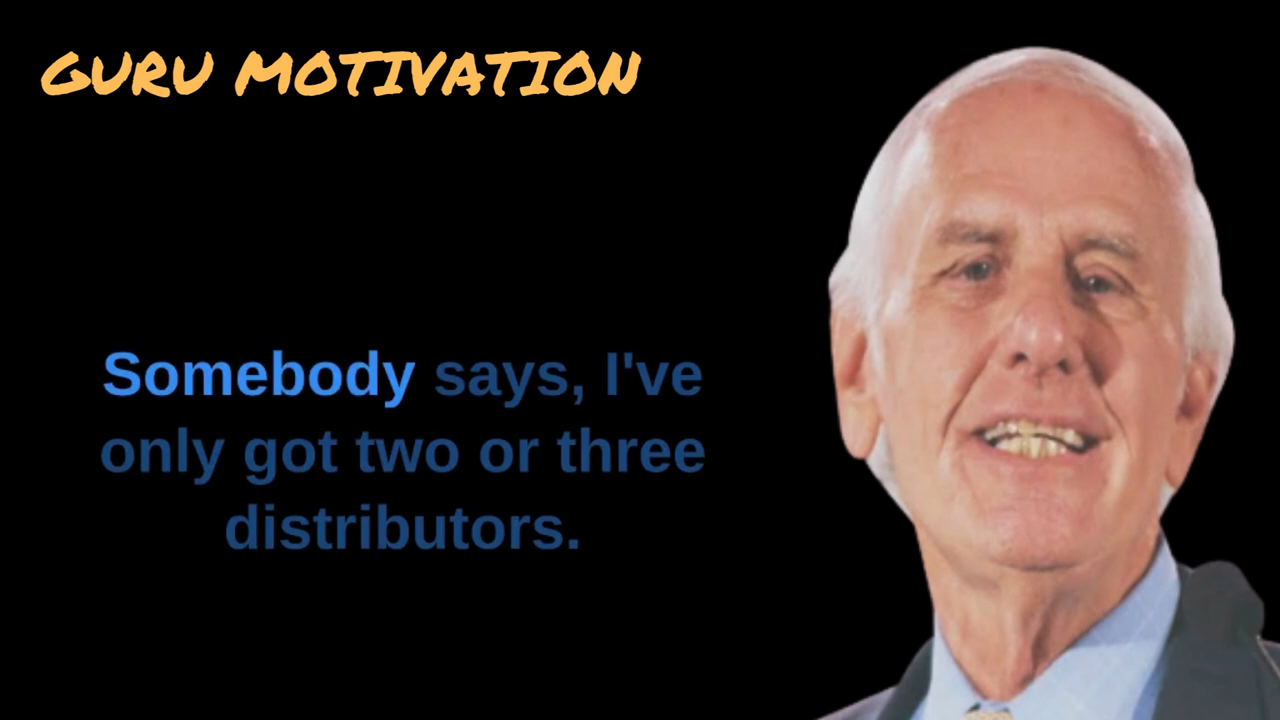 GURU MOTIVATION
Somebody says, I've
only got two or three
distributors.